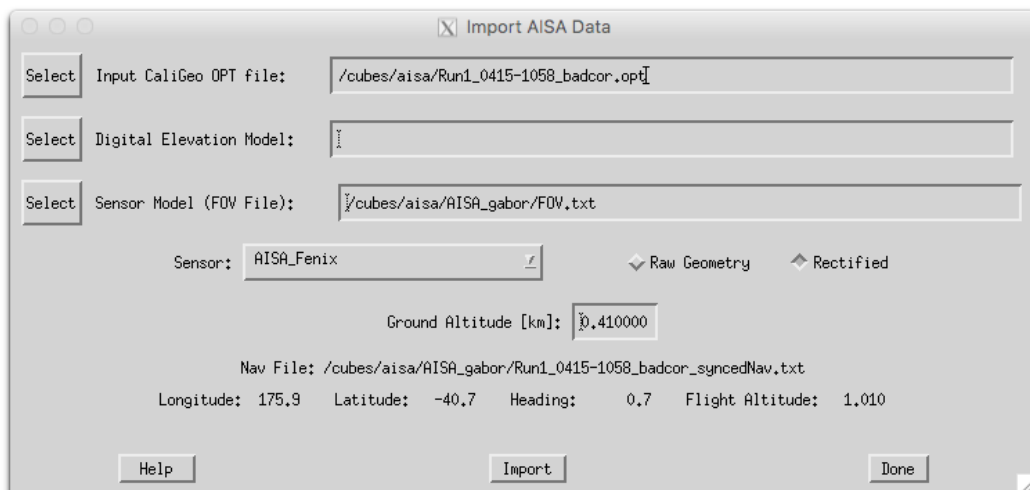 Import AISA Data
Select Input CaliGeo OPT file: /cubes/aisa/Run1_0415-1058_badcor.opt
Select Digital Elevation Model:
Select Sensor Model (FOV File): /cubes/aisa/AISA_gabor/FOV.txt
Sensor: AISA_Fenix Raw Geometry Rectified
Ground Altitude [km]: 0.410000
Nav File: /cubes/aisa/AISA_gabor/Run1_0415-1058_badcor_syncedNav.txt
Longitude: 175.9 Latitude: -40.7 Heading: 0.7 Flight Altitude: 1.010
Help Import Done